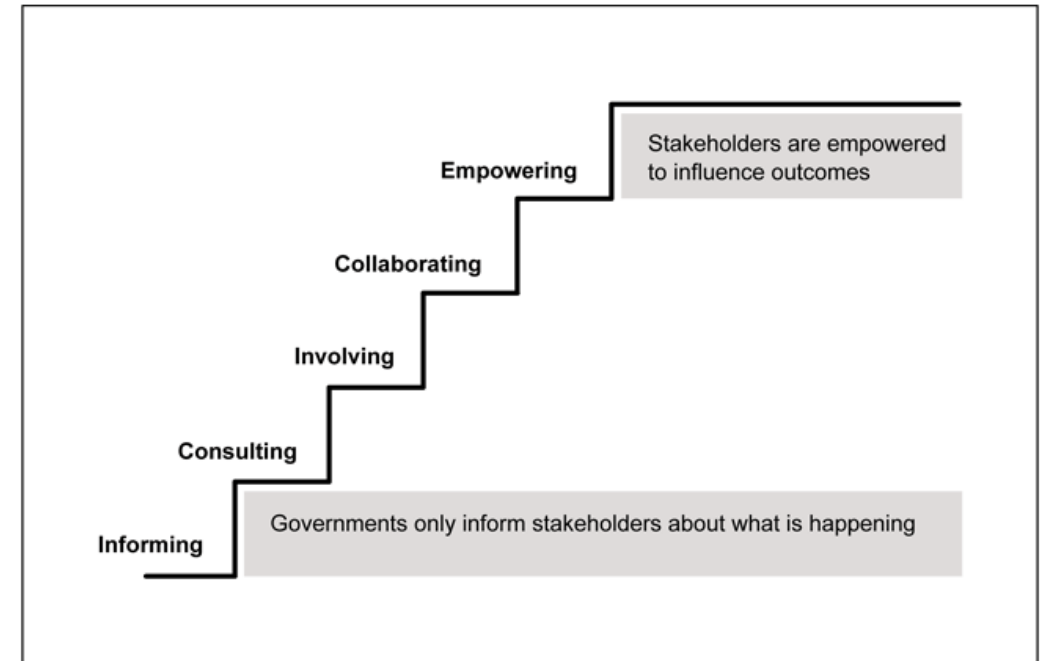 Stakeholders are empowered
to influence outcomes
Empowering
Collaborating
Involving
Consulting
Governments only inform stakeholders about what is happening
Informing